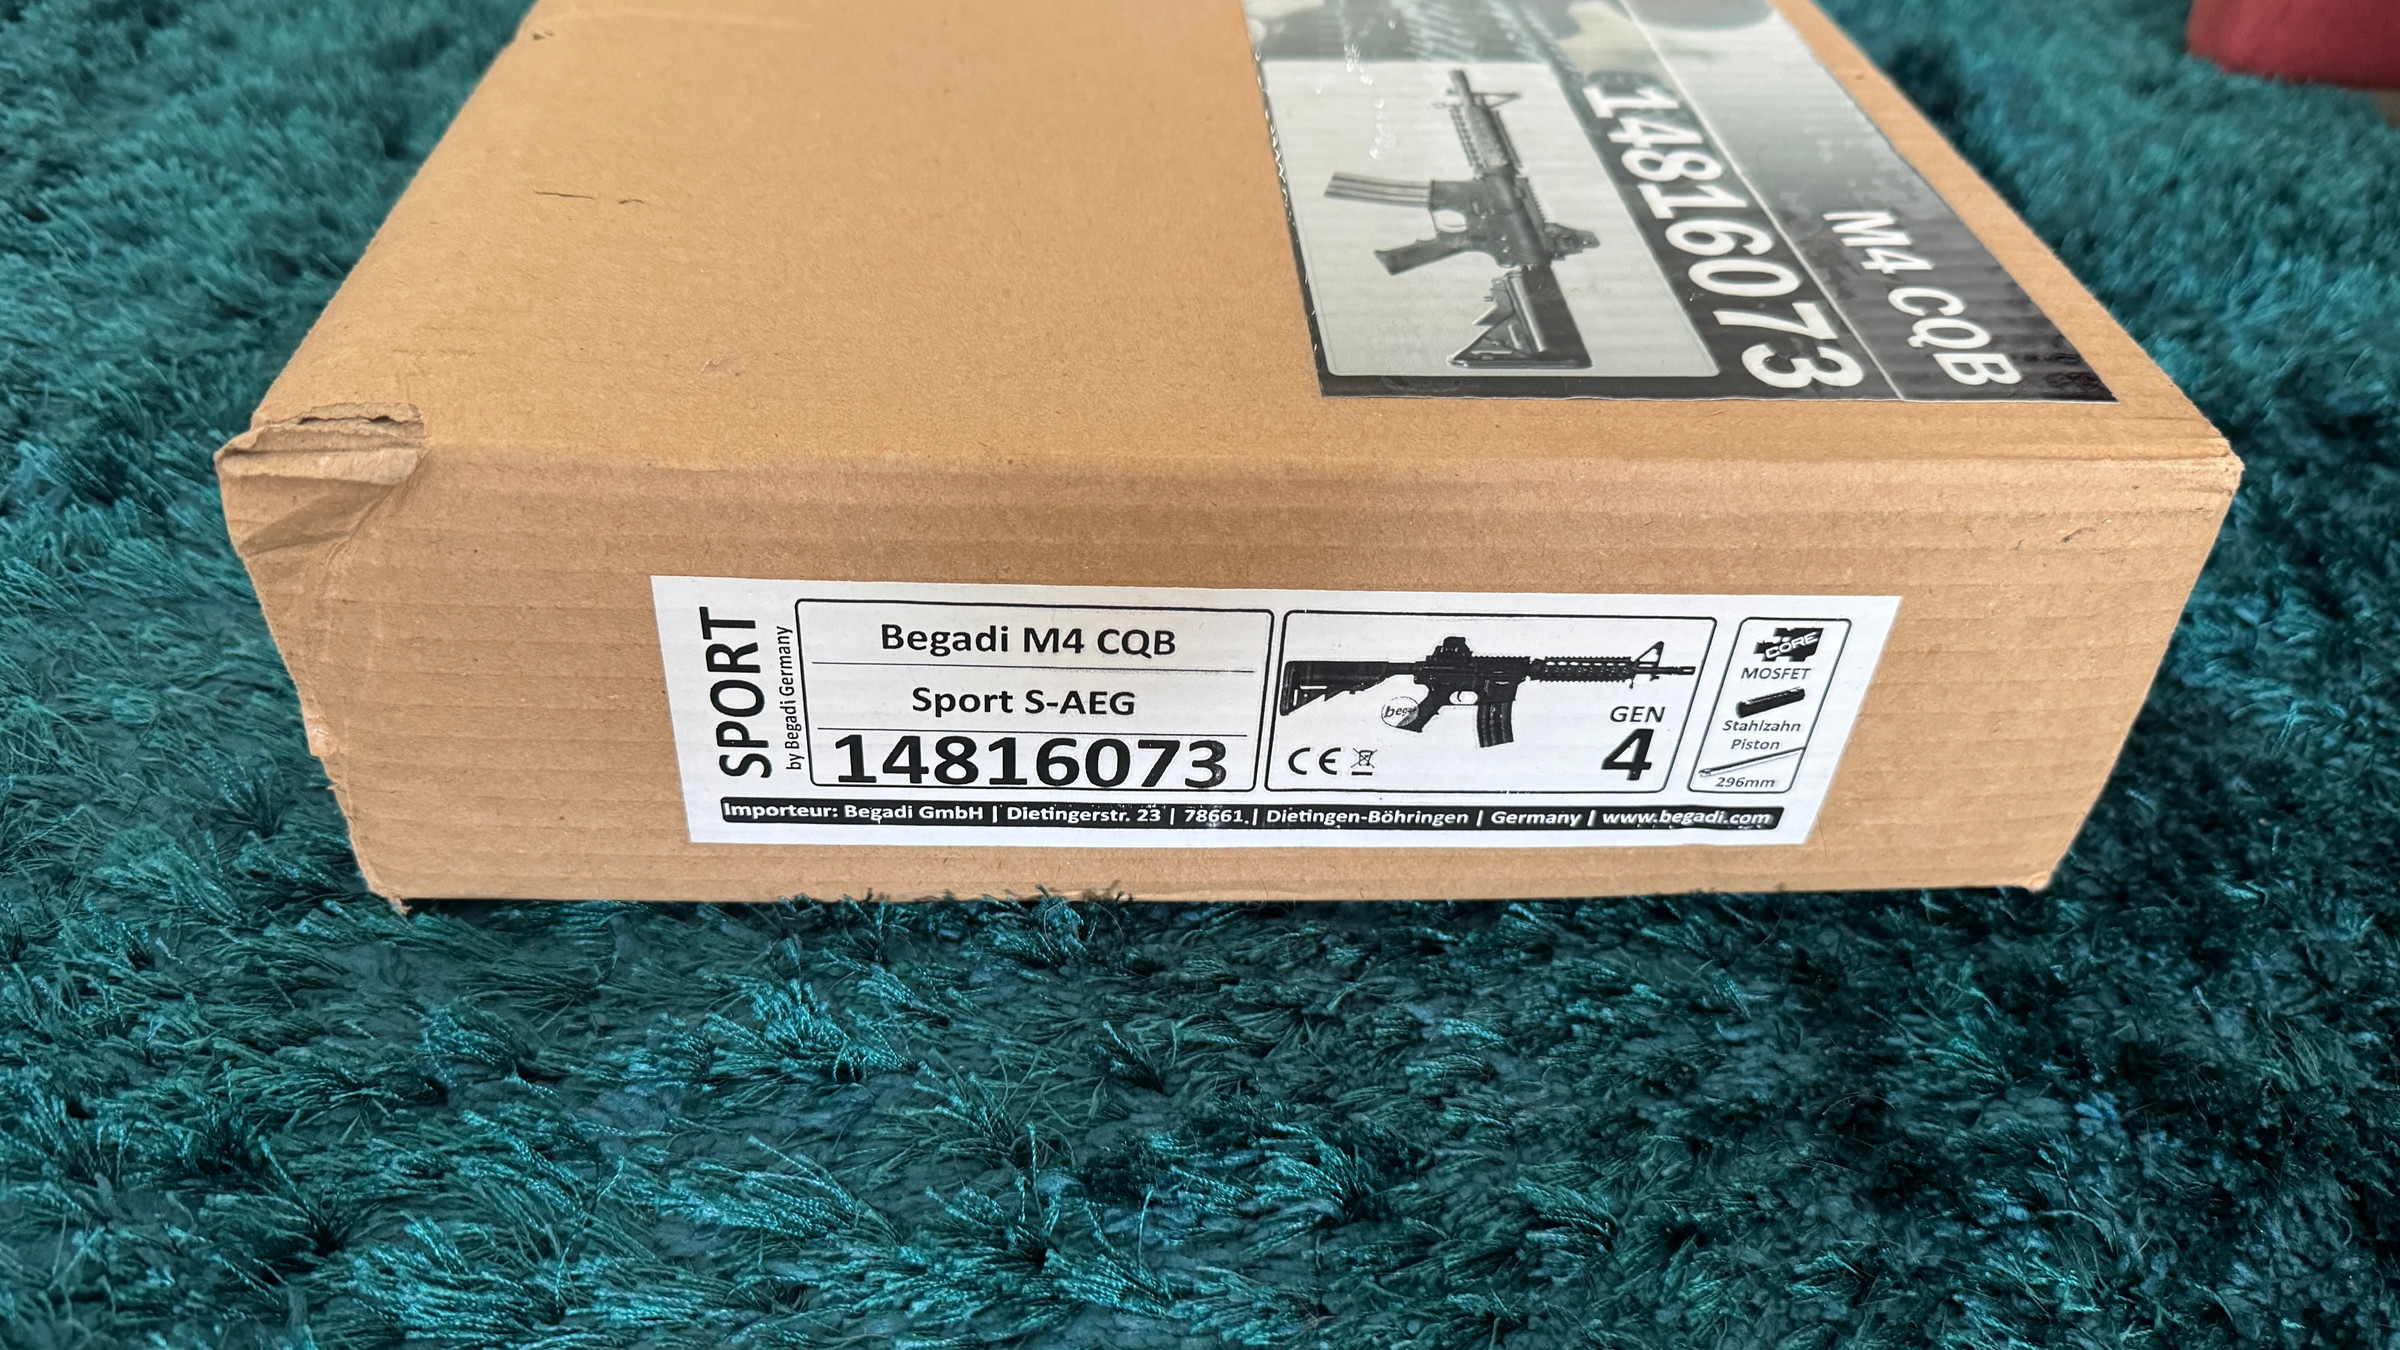 14816073
M4 CQB
SPORT
by Begadi Germany
Begadi M4 CQB
Sport S-AEG
14816073
GEN
4
CE
CORE
MOSFET
Stahlzahn
Piston
296mm
Importeur: Begadi GmbH | Dietingerstr. 23 | 78661 | Dietingen-Böhringen | Germany | www.begadi.com